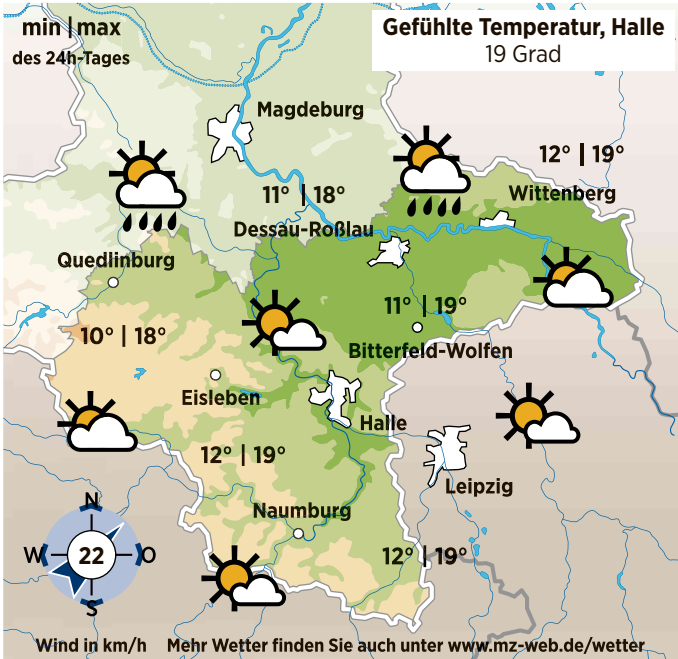 min | max
des 24h-Tages
Gefühlte Temperatur, Halle
19 Grad
Magdeburg
12° | 19°
Wittenberg
11° | 18°
Dessau-Roßlau
Quedlinburg
11° | 19°
10° | 18°
Bitterfeld-Wolfen
Eisleben
Halle
12° | 19°
Leipzig
Naumburg
N
W 22 O
S
12° | 19°
Wind in km/h Mehr Wetter finden Sie auch unter www.mz-web.de/wetter